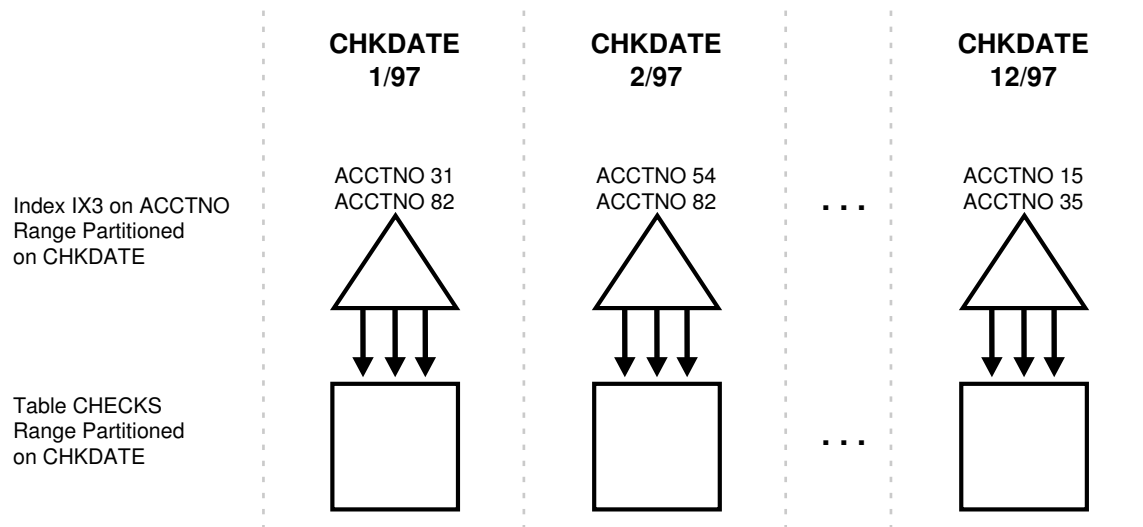 CHKDATE
1/97
CHKDATE
2/97
CHKDATE
12/97
Index IX3 on ACCTNO
Range Partitioned
on CHKDATE
ACCTNO 31
ACCTNO 82
ACCTNO 54
ACCTNO 82
. . .
ACCTNO 15
ACCTNO 35
Table CHECKS
Range Partitioned
on CHKDATE
. . .